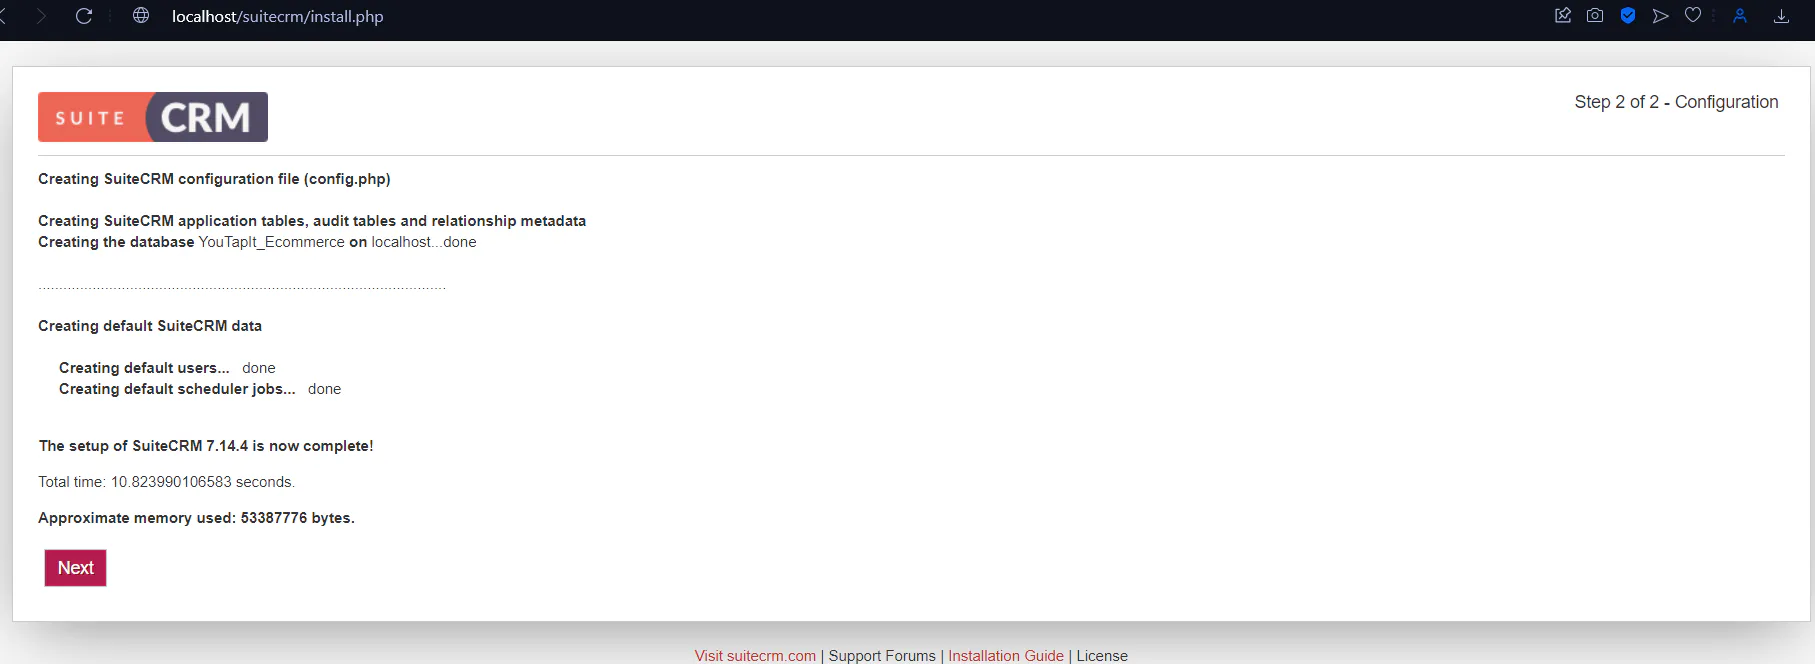 localhost/suitecrm/install.php
SUITE CRM
Step 2 of 2 - Configuration
Creating SuiteCRM configuration file (config.php)
Creating SuiteCRM application tables, audit tables and relationship metadata
Creating the database YouTapIt_Ecommerce on localhost...done
..................................................................................................
Creating default SuiteCRM data
Creating default users... done
Creating default scheduler jobs... done
The setup of SuiteCRM 7.14.4 is now complete!
Total time: 10.823990106583 seconds.
Approximate memory used: 53387776 bytes.
Next
Visit suitecrm.com | Support Forums | Installation Guide | License